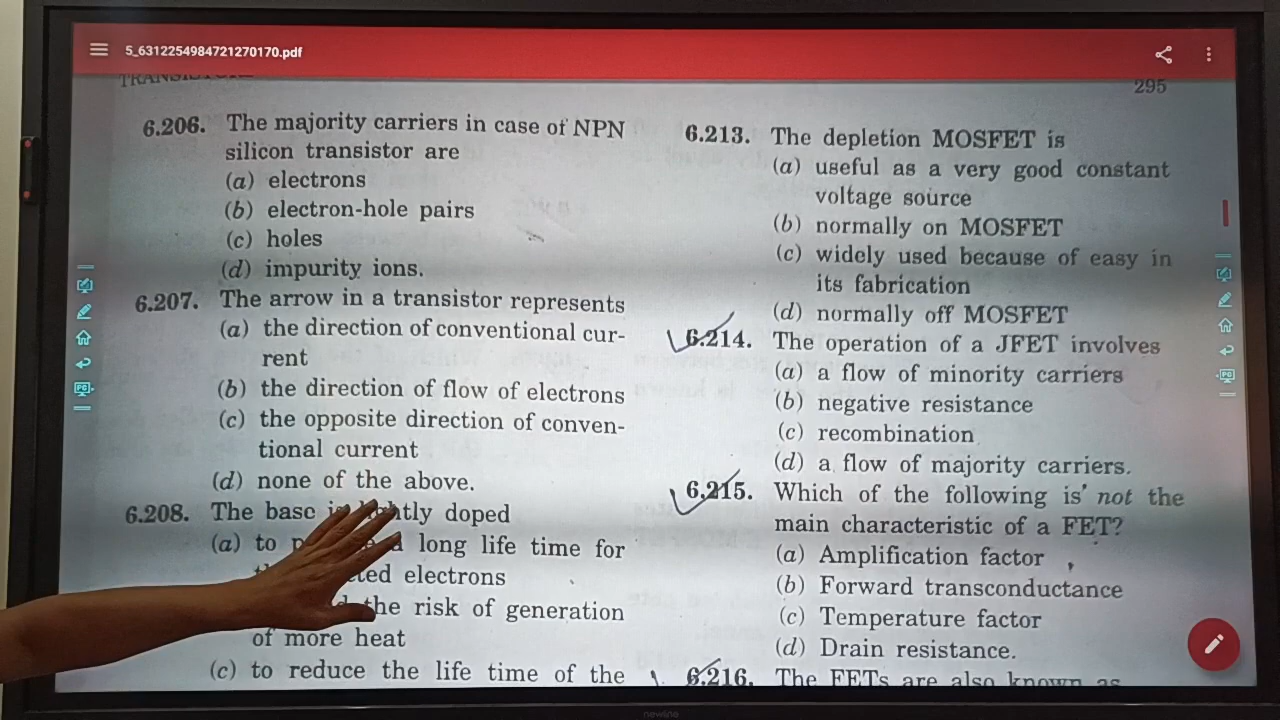 5_6312254984721270170.pdf
295
6.206. The majority carriers in case of NPN
silicon transistor are
(a) electrons
(b) electron-hole pairs
(c) holes
(d) impurity ions.
6.207. The arrow in a transistor represents
(a) the direction of conventional cur-
rent
(b) the direction of flow of electrons
(c) the opposite direction of conven-
tional current
(d) none of the above.
6.208. The base doped
(a) to a long life time for
electrons
the risk of generation
of more heat
(c) to reduce the life time of the
6.213. The depletion MOSFET is
(a) useful as a very good constant
voltage source
(b) normally on MOSFET
(c) widely used because of easy in
its fabrication
(d) normally off MOSFET
6.214. The operation of a JFET involves
(a) a flow of minority carriers
(b) negative resistance
(c) recombination
(d) a flow of majority carriers.
6.215. Which of the following is not the
main characteristic of a FET?
(a) Amplification factor
(b) Forward transconductance
(c) Temperature factor
(d) Drain resistance.
6.216. The FETs are also known as
newline